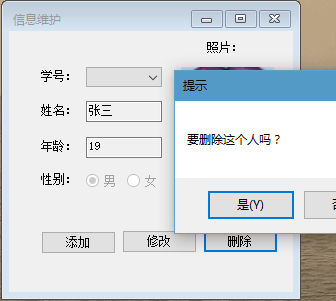 信息维护
照片：
学号：
姓名： 张三
年龄： 19
性别： 男 女
添加 修改 删除
提示
要删除这个人吗？
是(Y)